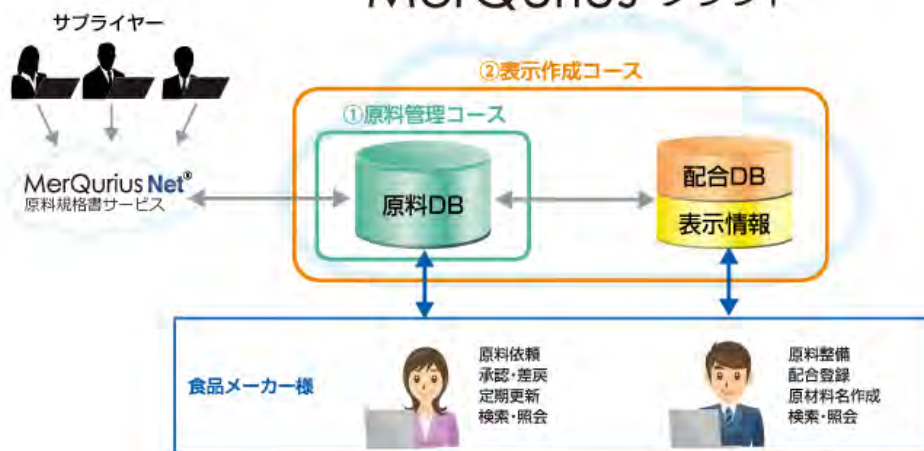 MerQurius
サプライヤー
②表示作成コース
①原料管理コース
MerQurius Net®
原料規格書サービス
原料DB
配合DB
表示情報
食品メーカー様
原料依頼
承認・差戻
定期更新
検索・照会
原料整備
配合登録
原材料名作成
検索・照会